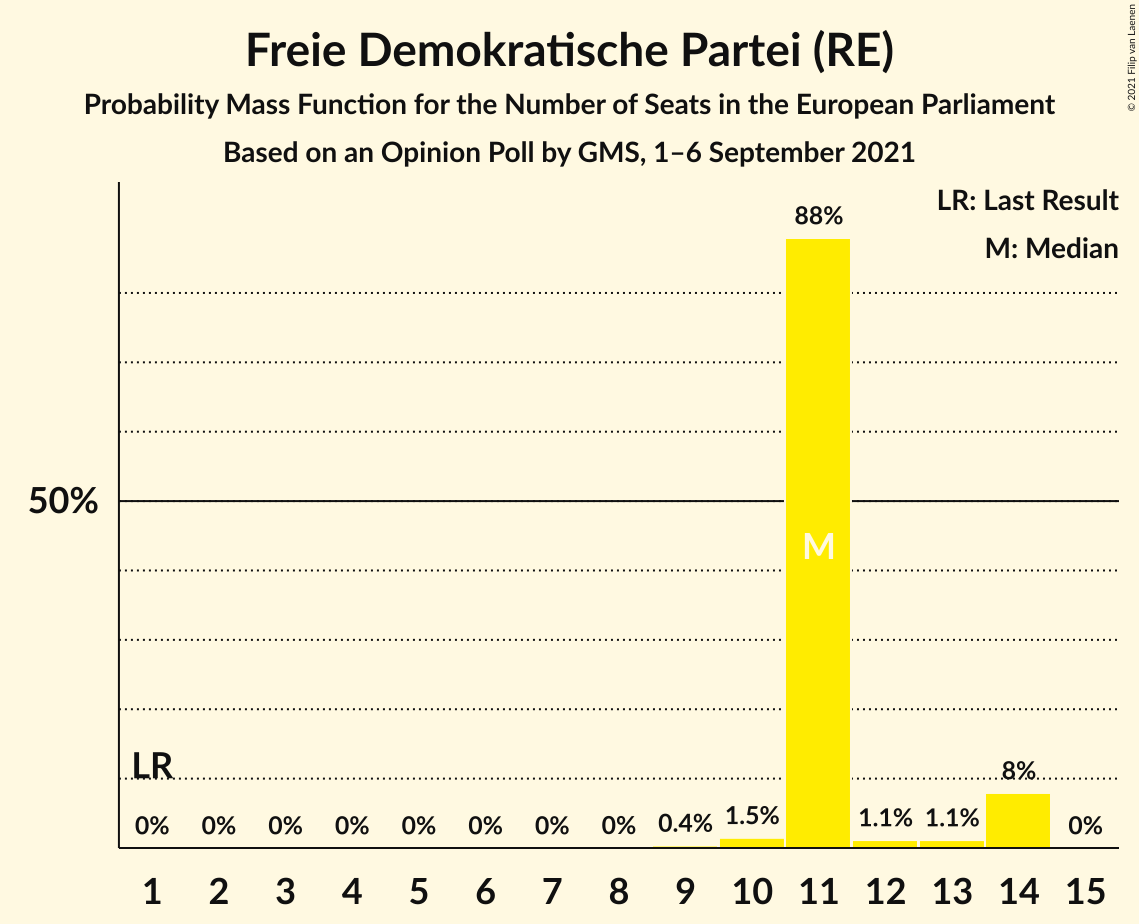 Freie Demokratische Partei (RE)
Probability Mass Function for the Number of Seats in the European Parliament
Based on an Opinion Poll by GMS, 1–6 September 2021
© 2021 Filip van Laenen
LR: Last Result
M: Median
88%
50%
M
LR
8%
0% 0% 0% 0% 0% 0% 0% 0% 0.4% 1.5% 1.1% 1.1% 0%
1 2 3 4 5 6 7 8 9 10 11 12 13 14 15